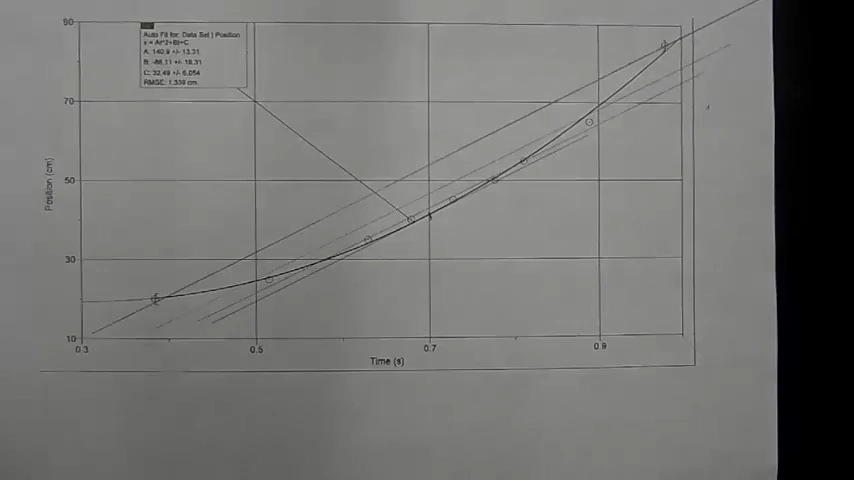 90
Auto Fit for: Data Set | Position
x = At^2+Bt+C
A: 140.9 +/- 13.31
B: -86.11 +/- 18.31
C: 32.49 +/- 6.054
RMSE: 1.339 cm
70
Position (cm)
50
30
10
0.3
0.5
0.7
0.9
Time (s)